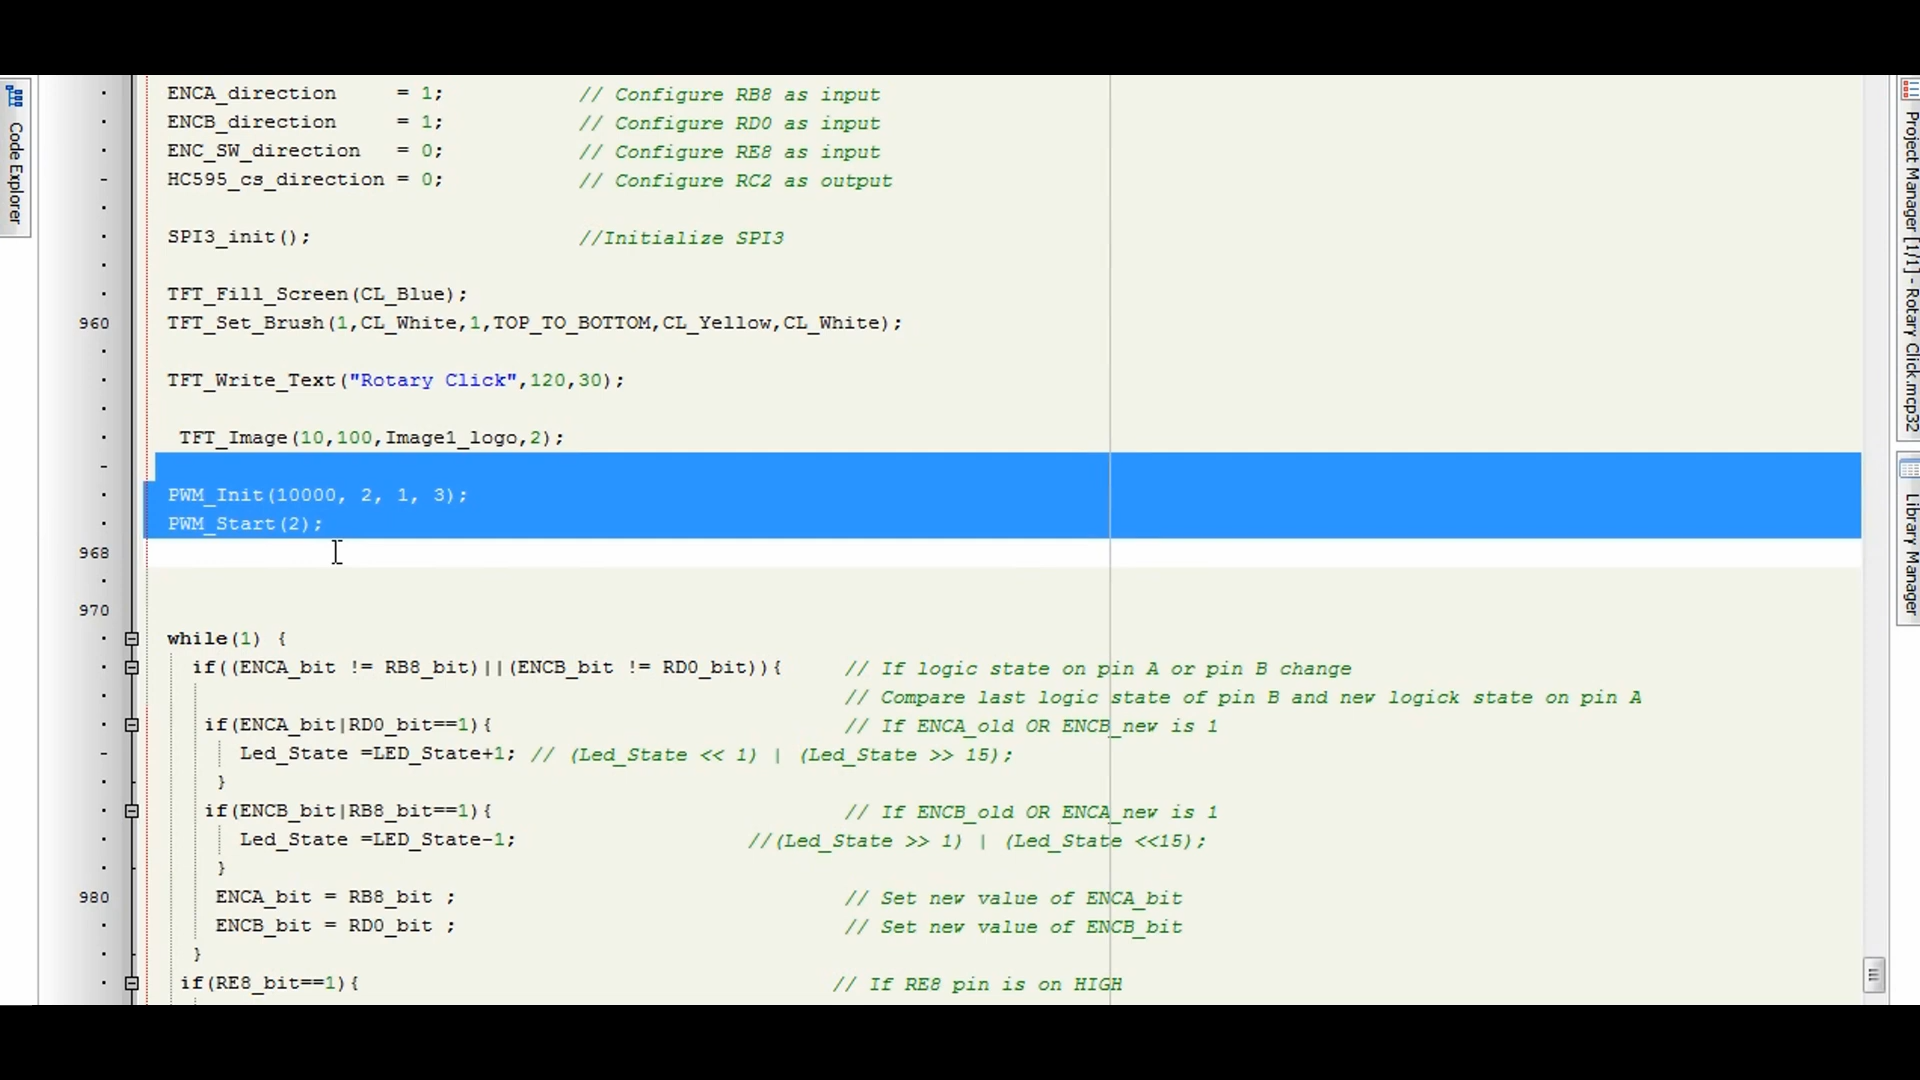 Code Explorer
ENCA_direction = 1; // Configure RB8 as input
ENCB_direction = 1; // Configure RD0 as input
ENC_SW_direction = 0; // Configure RE8 as input
HC595_cs_direction = 0; // Configure RC2 as output
SPI3_init(); //Initialize SPI3
TFT_Fill_Screen(CL_Blue);
960 TFT_Set_Brush(1,CL_White,1,TOP_TO_BOTTOM,CL_Yellow,CL_White);
TFT_Write_Text("Rotary Click",120,30);
TFT_Image(10,100,Image1_logo,2);
PWM_Init(10000, 2, 1, 3);
PWM_Start(2);
968
970
while(1) {
if((ENCA_bit != RB8_bit)||(ENCB_bit != RD0_bit)){ // If logic state on pin A or pin B change
// Compare last logic state of pin B and new logick state on pin A
if(ENCA_bit|RD0_bit==1){ // If ENCA_old OR ENCB_new is 1
Led_State =LED_State+1; // (Led_State << 1) | (Led_State >> 15);
}
if(ENCB_bit|RB8_bit==1){ // If ENCB_old OR ENCA_new is 1
Led_State =LED_State-1; //(Led_State >> 1) | (Led_State <<15);
}
980 ENCA_bit = RB8_bit ; // Set new value of ENCA_bit
ENCB_bit = RD0_bit ; // Set new value of ENCB_bit
}
if(RE8_bit==1){ // If RE8 pin is on HIGH
Project Manager [1/1] - Rotary Click.mcp32
Library Manager